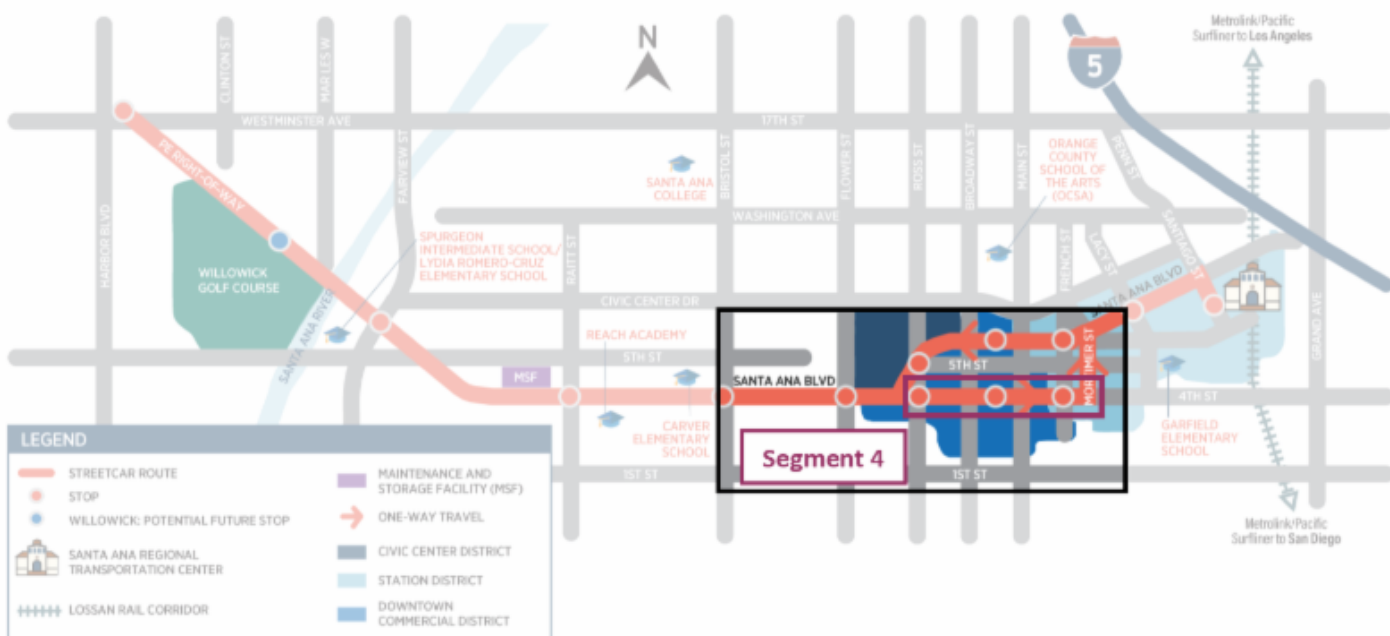 Metrolink/Pacific
Surfliner to Los Angeles
N
5
CLINTON ST
MAR LES W
WESTMINSTER AVE
17TH ST
PE RIGHT-OF-WAY
HARBOR BLVD
FAIRVIEW ST
SANTA ANA
COLLEGE
BRISTOL ST
FLOWER ST
ROSS ST
BROADWAY ST
MAIN ST
ORANGE
COUNTY
SCHOOL OF
THE ARTS
(OCSA)
PENN ST
WASHINGTON AVE
WILLOWICK
GOLF COURSE
SPURGEON
INTERMEDIATE SCHOOL/
LYDIA ROMERO-CRUZ
ELEMENTARY SCHOOL
RAITT ST
FRENCH ST
LACY ST
SANTIAGO ST
SANTA ANA BLVD
CIVIC CENTER DR
SANTA ANA RIVER
REACH ACADEMY
5TH ST
5TH ST
MORTIMER ST
GRAND AVE
MSF
SANTA ANA BLVD
4TH ST
CARVER
ELEMENTARY
SCHOOL
GARFIELD
ELEMENTARY
SCHOOL
Segment 4
1ST ST
1ST ST
Metrolink/Pacific
Surfliner to San Diego
LEGEND
STREETCAR ROUTE
STOP
WILLOWICK: POTENTIAL FUTURE STOP
SANTA ANA REGIONAL
TRANSPORTATION CENTER
LOSSAN RAIL CORRIDOR
MAINTENANCE AND
STORAGE FACILITY (MSF)
ONE-WAY TRAVEL
CIVIC CENTER DISTRICT
STATION DISTRICT
DOWNTOWN
COMMERCIAL DISTRICT